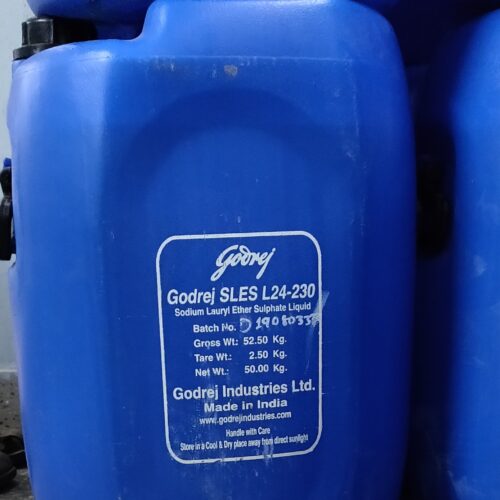 Godrej
Godrej SLES L24-230
Sodium Lauryl Ether Sulphate Liquid
Batch No.
Gross Wt: 52.50 Kg.
Tare Wt: 2.50 Kg.
Net Wt: 50.00 Kg.
Godrej Industries Ltd.
Made in India
www.godrejindustries.com
Handle with Care
Store in a Cool & Dry place away from direct sunlight